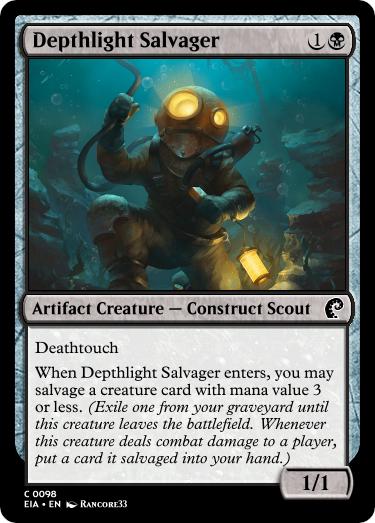 Depthlight Salvager 1
Artifact Creature — Construct Scout
Deathtouch
When Depthlight Salvager enters, you may
salvage a creature card with mana value 3
or less. (Exile one from your graveyard until
this creature leaves the battlefield. Whenever
this creature deals combat damage to a player,
put a card it salvaged into your hand.)
1/1
C 0098
EIA • EN Rancore33